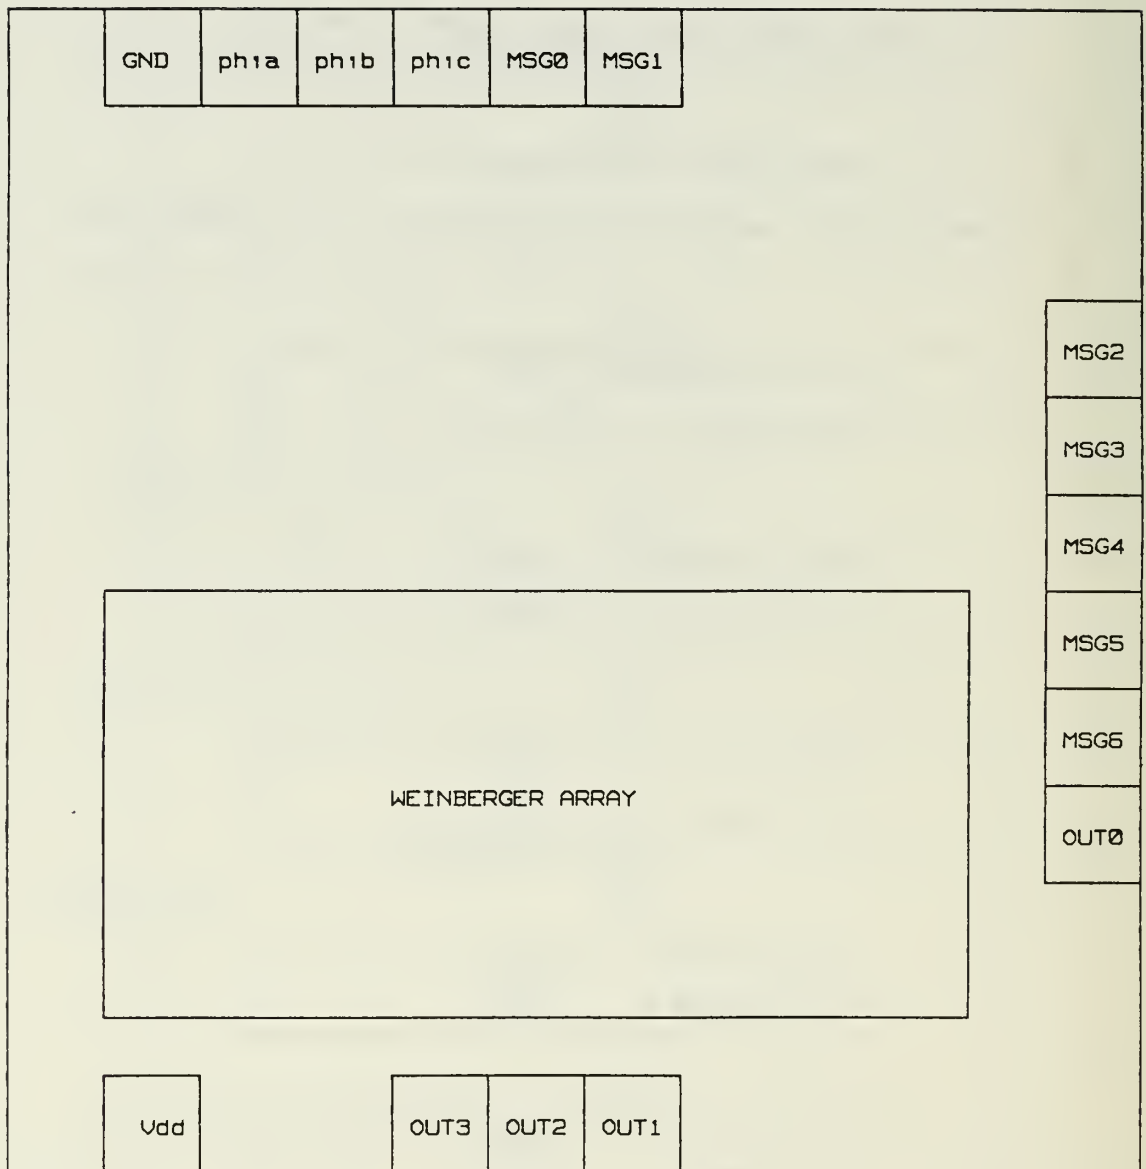 GND phia phib phic MSG0 MSG1
MSG2
MSG3
MSG4
MSG5
MSG6
WEINBERGER ARRAY
OUT0
Vdd OUT3 OUT2 OUT1